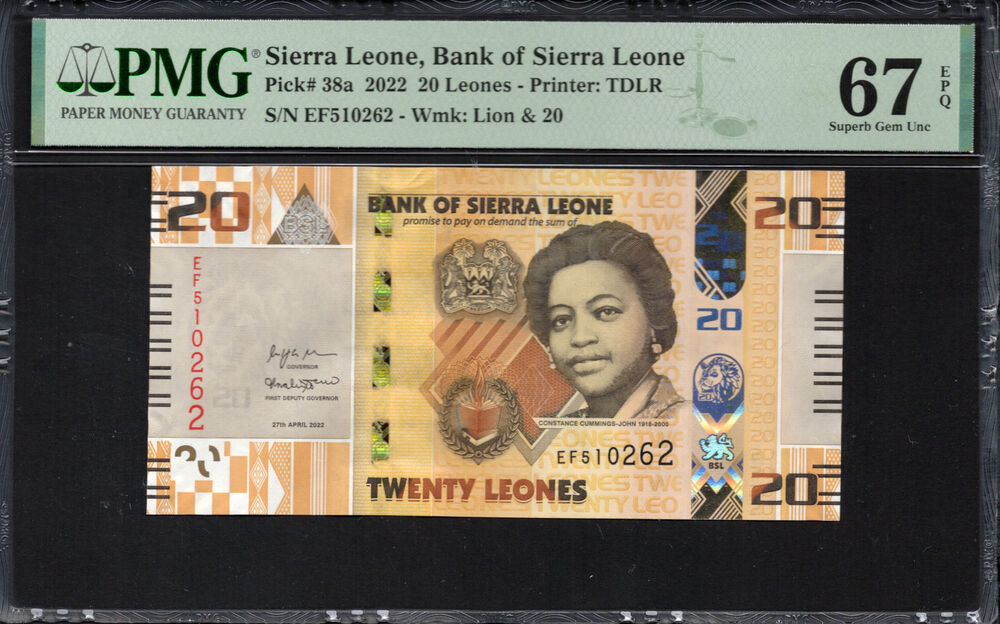 PMG®
PAPER MONEY GUARANTY
Sierra Leone, Bank of Sierra Leone
Pick# 38a 2022 20 Leones - Printer: TDLR
S/N EF510262 - Wmk: Lion & 20
67
EPQ
Superb Gem Unc
20
BANK OF SIERRA LEONE
promise to pay on demand the sum of
20
EF510262
GOVERNOR
FIRST DEPUTY GOVERNOR
27th APRIL 2022
20
20
BSL
CONSTANCE CUMMINGS-JOHN 1918-2000
EF510262
20
TWENTY LEONES
20